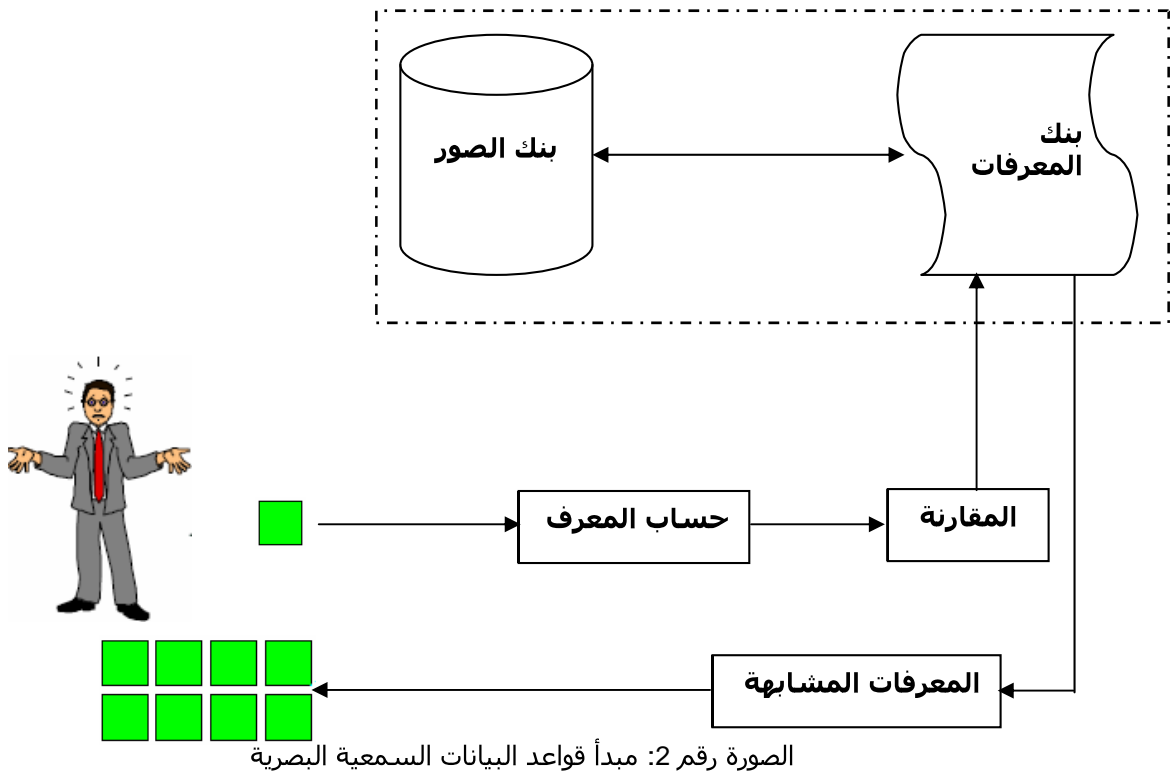 بنك الصور
بنك
المعرفات
حساب المعرف
المقارنة
المعرفات المشابهة
الصورة رقم 2: مبدأ قواعد البيانات السمعية البصرية